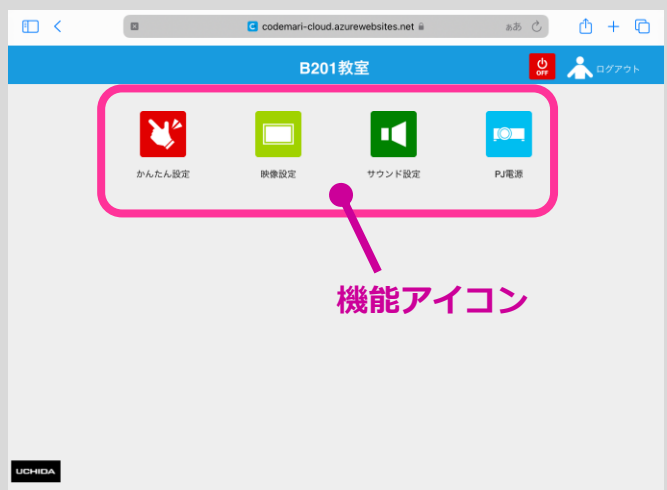 codemari-cloud.azurewebsites.net
ぁあ
B201教室
OFF
ログアウト
かんたん設定
映像設定
サウンド設定
PJ電源
機能アイコン
UCHIDA